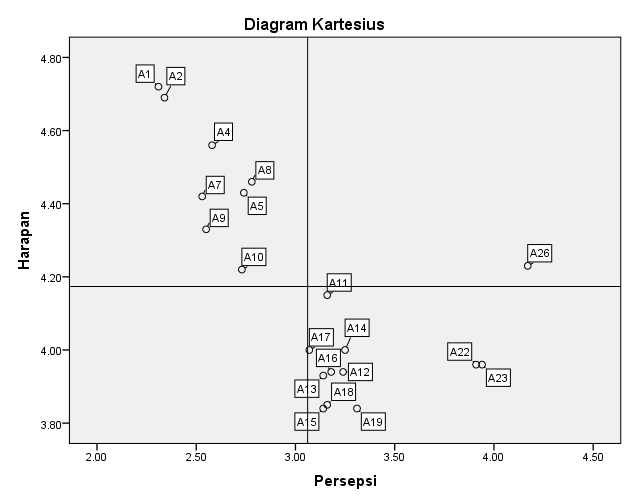 Diagram Kartesius
4.80
A1
A2
4.60
A4
A8
A7
4.40
A5
A9
A10
A26
4.20
A11
A17
A14
4.00
A16
A22
A12
A23
A13
A18
3.80
A15
A19
2.00
2.50
3.00
3.50
4.00
4.50
Harapan
Persepsi